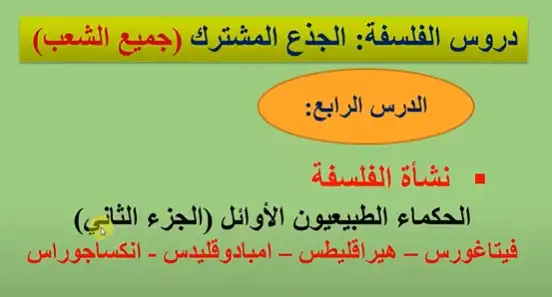 دروس الفلسفة: الجذع المشترك (جميع الشعب)
الدرس الرابع:
▪ نشأة الفلسفة
الحكماء الطبيعيون الأوائل (الجزء الثاني)
فيتاغورس – هيراقليطس – امبادوقليدس - انكساجوراس